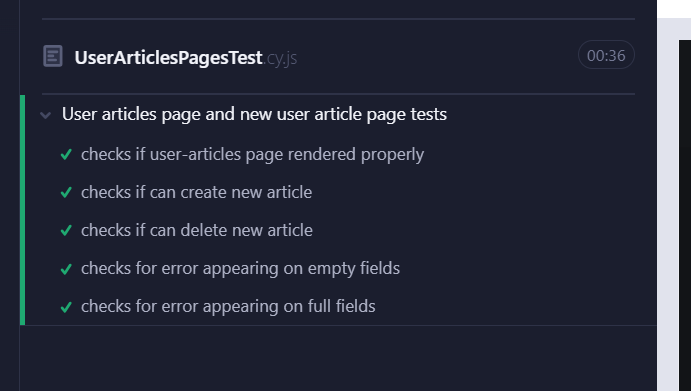 UserArticlesPagesTest.cy.js 00:36
User articles page and new user article page tests
checks if user-articles page rendered properly
checks if can create new article
checks if can delete new article
checks for error appearing on empty fields
checks for error appearing on full fields